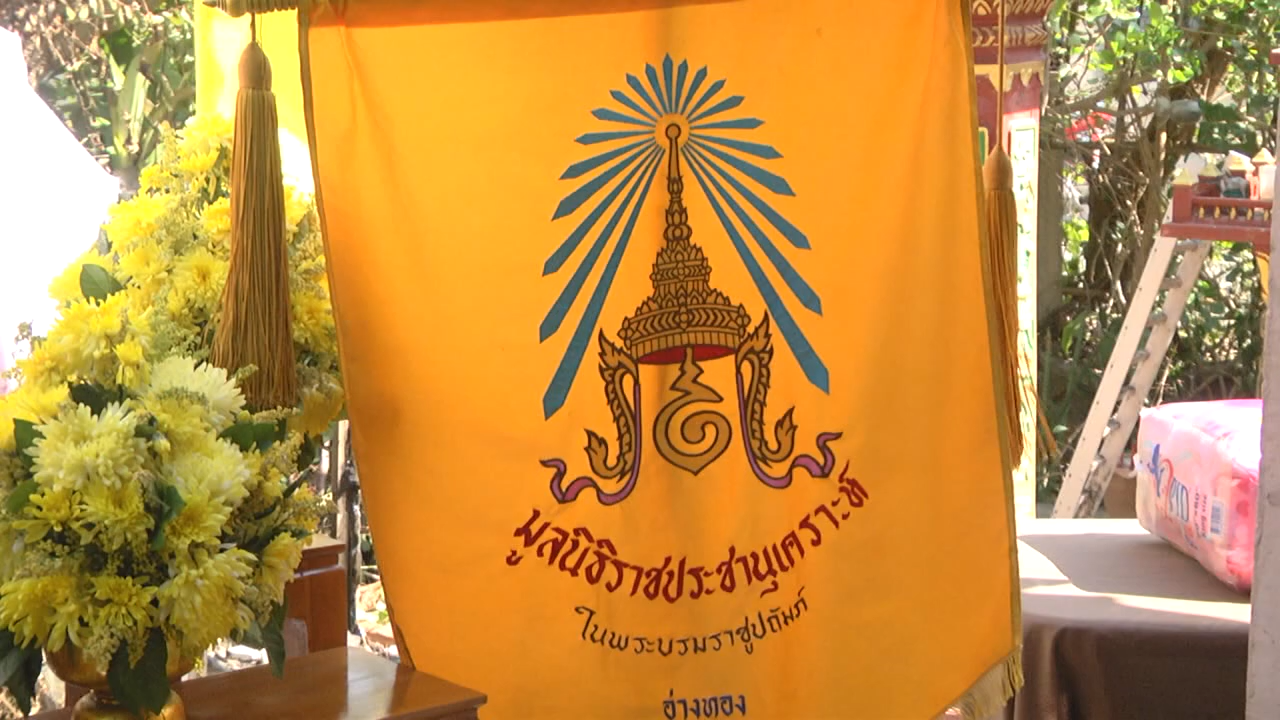 มูลนิธิราชประชานุเคราะห์
ในพระบรมราชูปถัมภ์
อ่างทอง